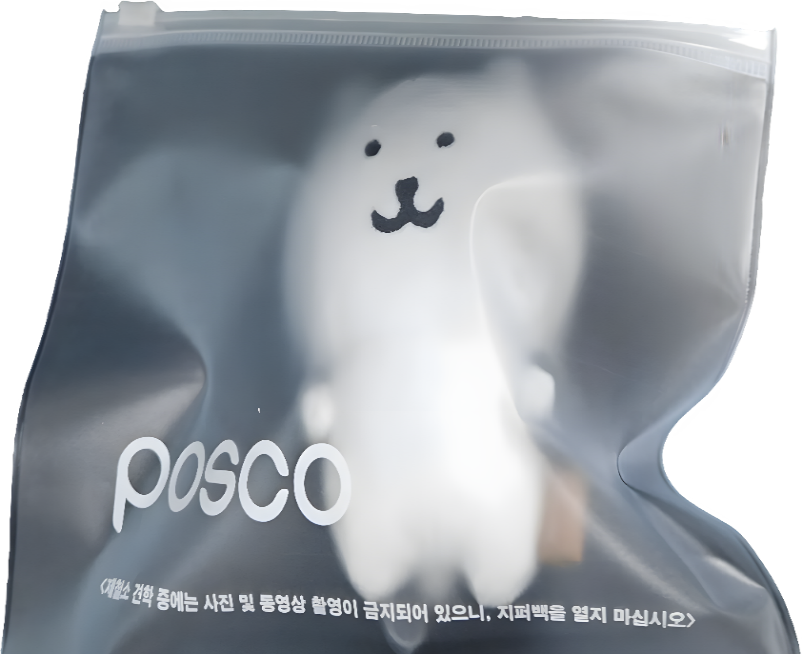 posco
<제철소 견학 중에는 사진 및 동영상 촬영이 금지되어 있으니, 지퍼백을 열지 마십시오>